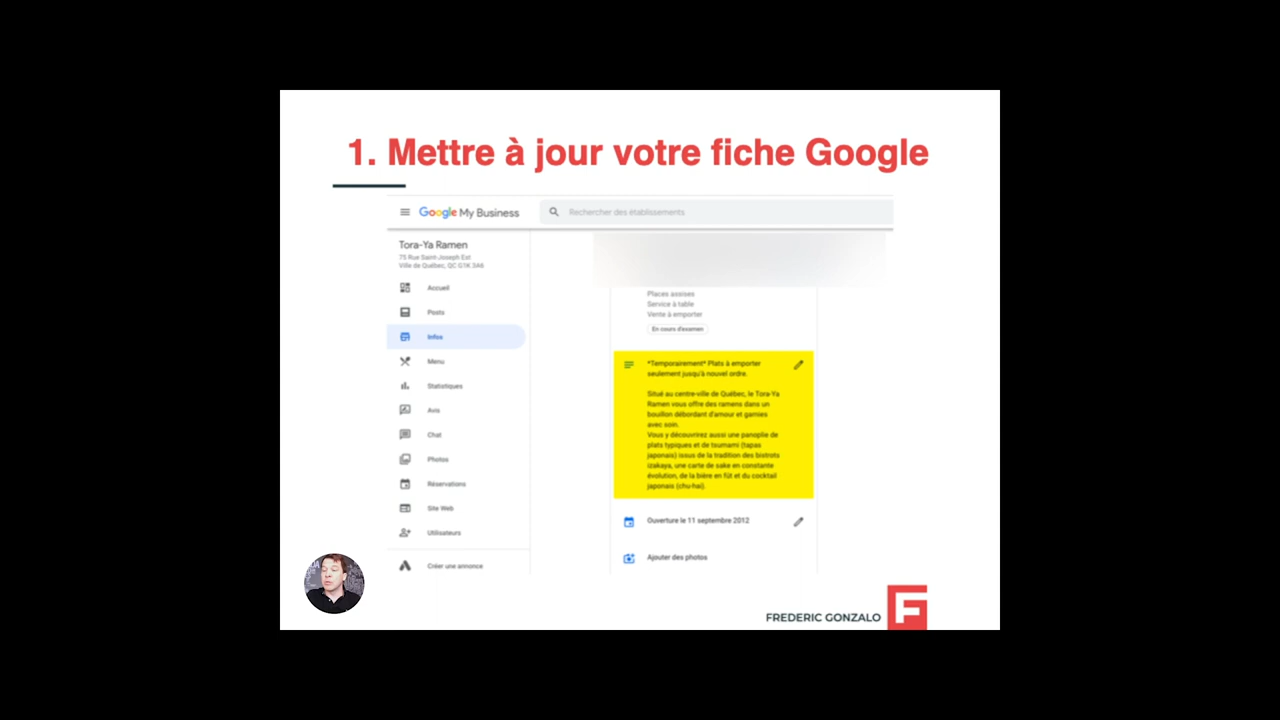 1. Mettre à jour votre fiche Google
Google My Business
Rechercher des établissements
Tora-Ya Ramen
75 Rue Saint-Joseph Est
Ville de Québec, QC G1K 3A6
Accueil
Posts
Infos
Menu
Statistiques
Avis
Chat
Photos
Réservations
Site Web
Utilisateurs
Créer une annonce
Places assises
Service à table
Vente à emporter
En cours d'examen
*Temporairement* Plats à emporter
seulement jusqu'à nouvel ordre.
Situé au centre-ville de Québec, le Tora-Ya
Ramen vous offre des ramens dans un
bouillon débordant d'amour et garnies
avec soin.
Vous y découvrirez aussi une panoplie de
plats typiques et de tsumami (tapas
japonais) issus de la tradition des bistrots
izakaya, une carte de sake en constante
évolution, de la bière en fût et du cocktail
japonais (chu-hai).
Ouverture le 11 septembre 2012
Ajouter des photos
FREDERIC GONZALO
F